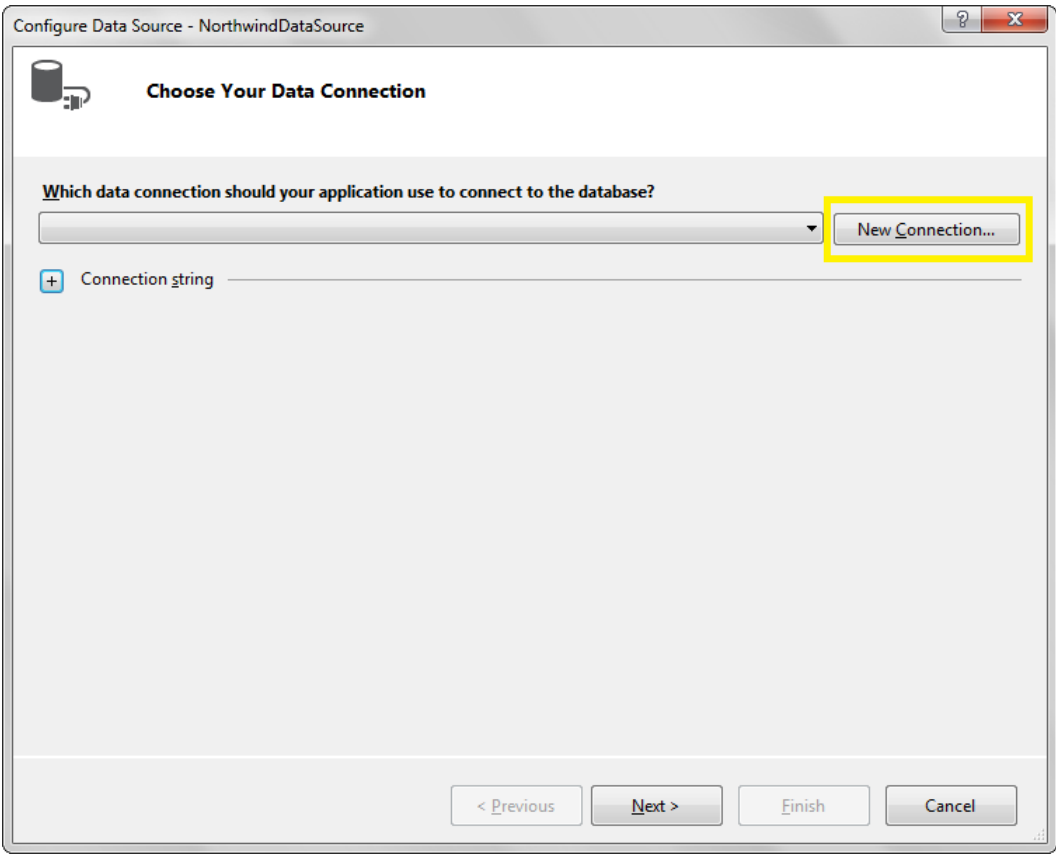 Configure Data Source - NorthwindDataSource
Choose Your Data Connection
Which data connection should your application use to connect to the database?
New Connection...
Connection string
< Previous Next > Finish Cancel